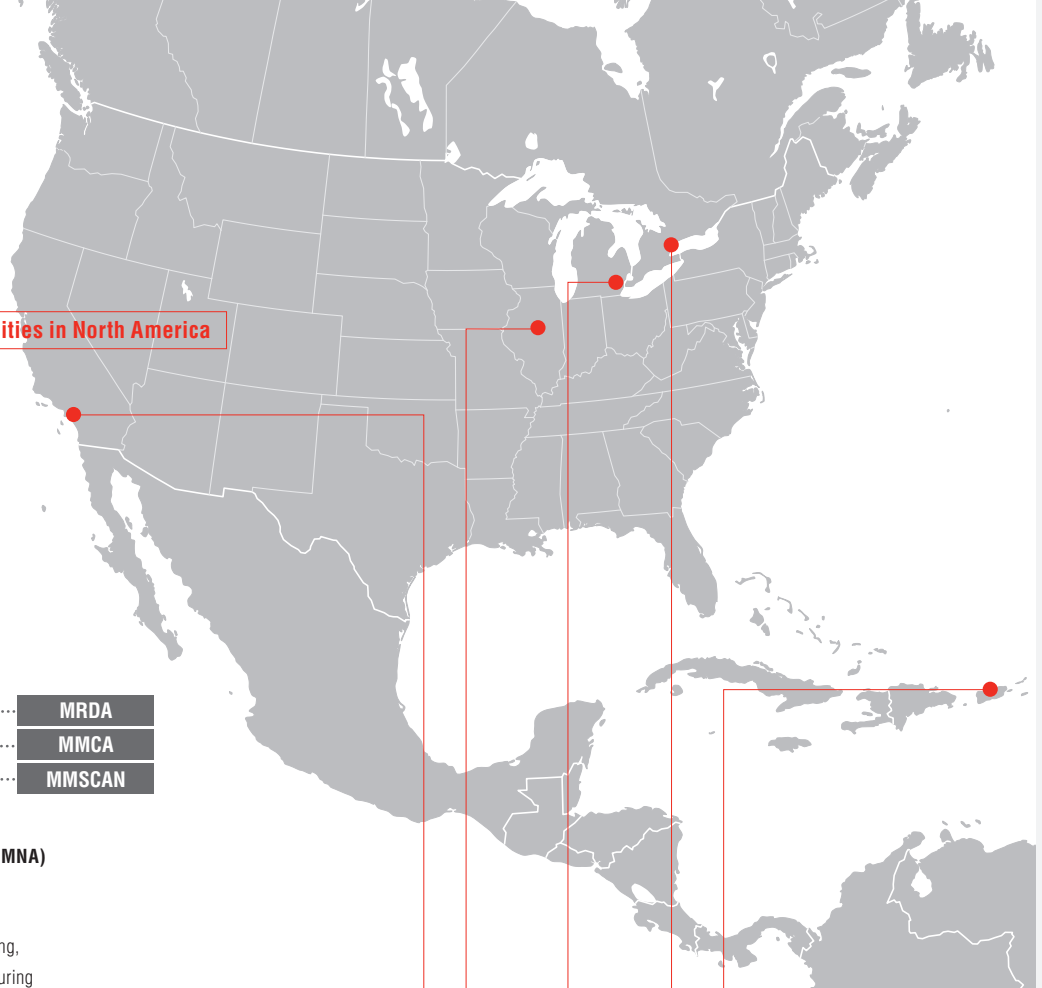 ities in North America
MRDA
MMCA
MMSCAN
MNA)
ng,
uring